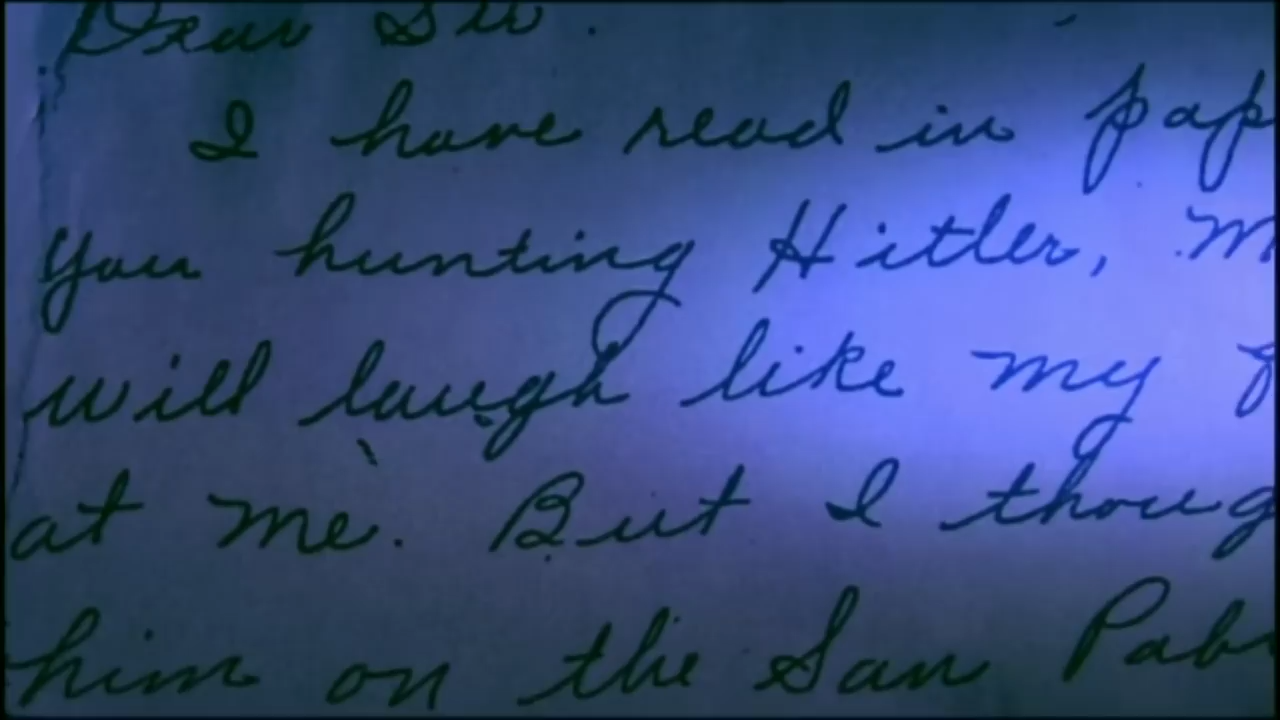 Dear Sir.
I have read in pap
you hunting Hitler, M
will laugh like my f
at me. But I thoug
him on the San Pab